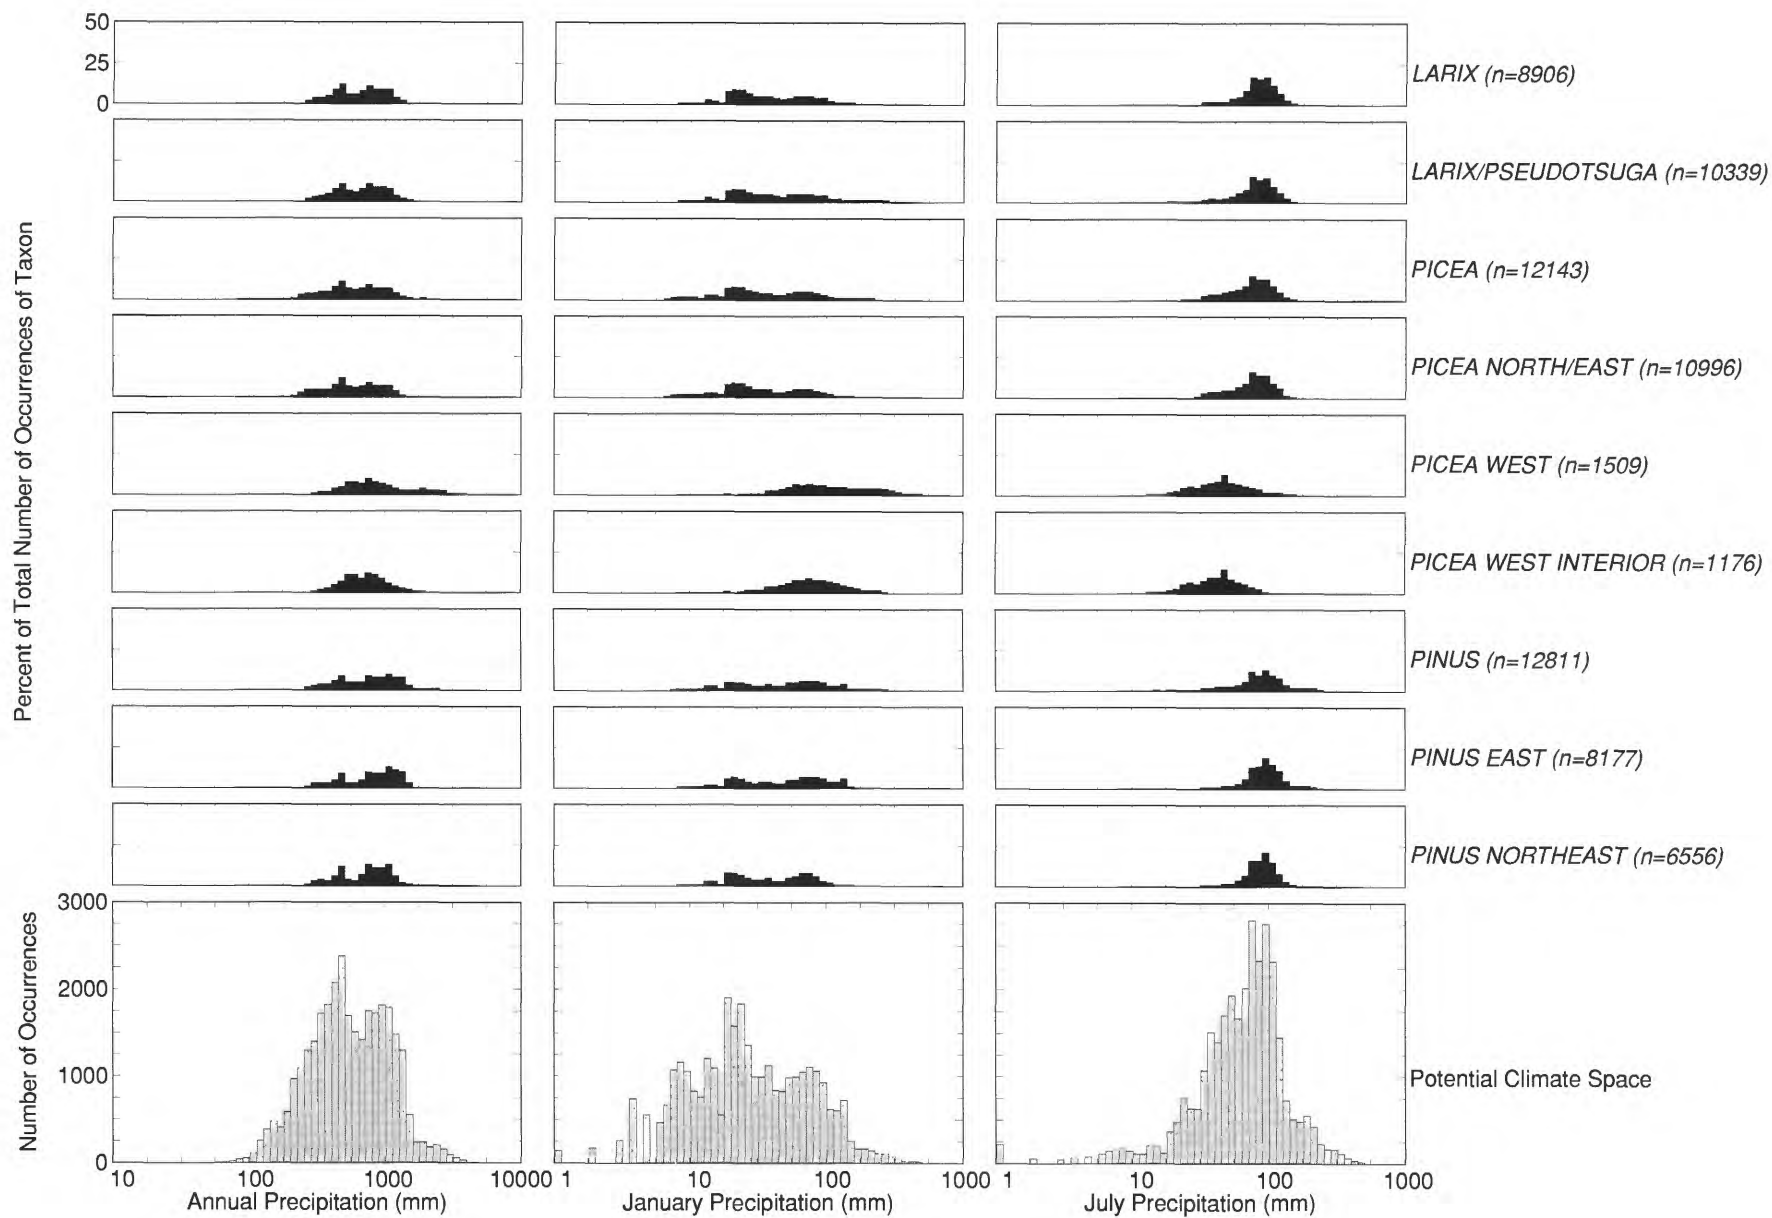 50
25
0
LARIX (n=8906)
LARIX/PSEUDOTSUGA (n=10339)
PICEA (n=12143)
PICEA NORTH/EAST (n=10996)
PICEA WEST (n=1509)
PICEA WEST INTERIOR (n=1176)
PINUS (n=12811)
PINUS EAST (n=8177)
PINUS NORTHEAST (n=6556)
Percent of Total Number of Occurrences of Taxon
3000
2000
1000
0
Number of Occurrences
Potential Climate Space
10 100 1000 10000
Annual Precipitation (mm)
1 10 100 1000
January Precipitation (mm)
1 10 100 1000
July Precipitation (mm)